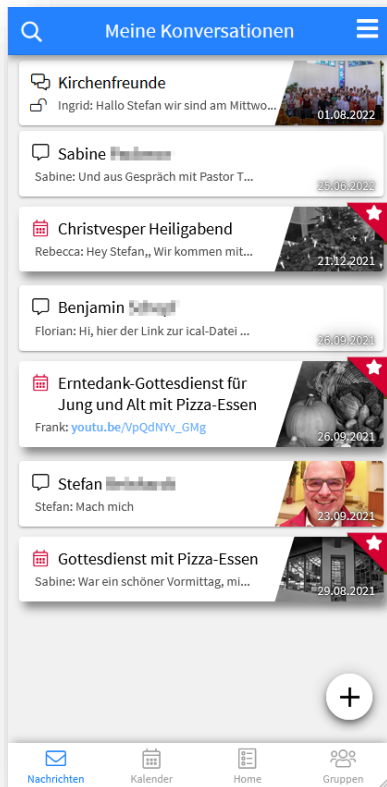 Meine Konversationen
Kirchenfreunde
Ingrid: Hallo Stefan wir sind am Mittwo...
01.08.2022
Sabine
Sabine: Und aus Gespräch mit Pastor T...
25.06.2022
Christvesper Heiligabend
Rebecca: Hey Stefan,, Wir kommen mit...
21.12.2021
Benjamin
Florian: Hi, hier der Link zur ical-Datei ...
26.09.2021
Erntedank-Gottesdienst für
Jung und Alt mit Pizza-Essen
Frank: youtu.be/VpQdNYv_GMg
26.09.2021
Stefan
Stefan: Mach mich
23.09.2021
Gottesdienst mit Pizza-Essen
Sabine: War ein schöner Vormittag, mi...
29.08.2021
Nachrichten Kalender Home Gruppen